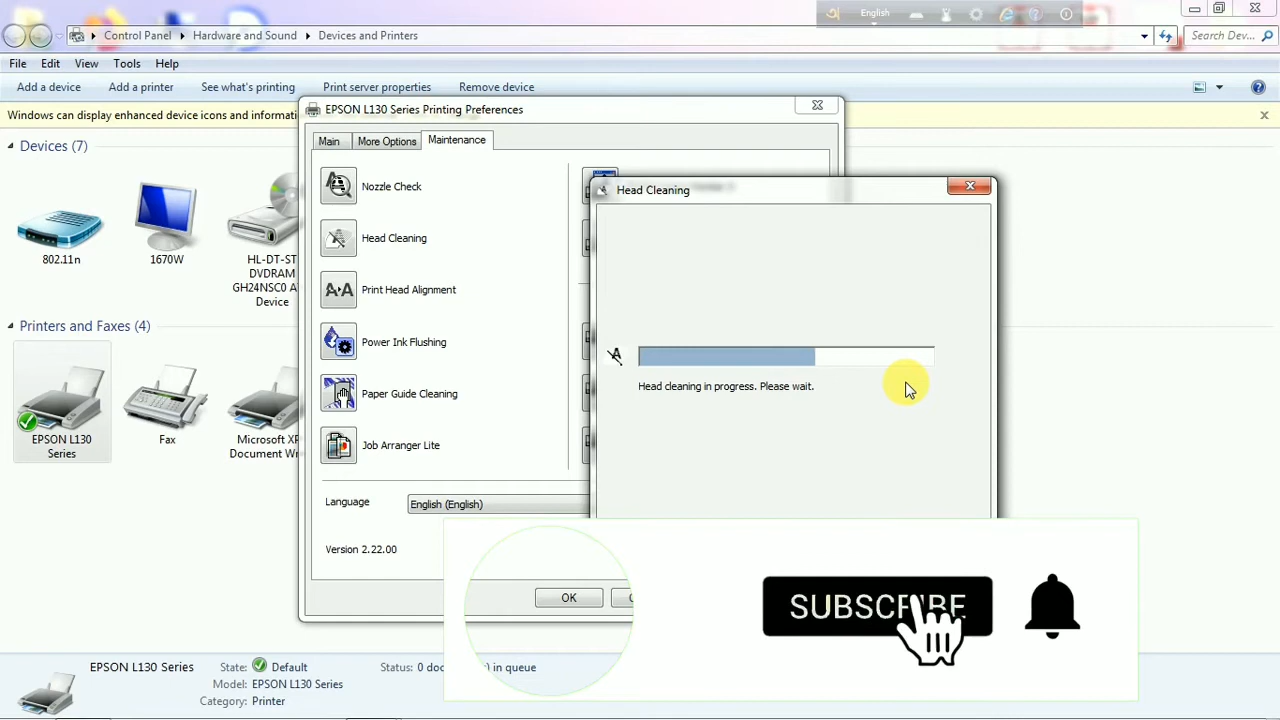 English
Control Panel
Hardware and Sound
Devices and Printers
Search Dev...
File Edit View Tools Help
Add a device Add a printer See what's printing Print server properties Remove device
Windows can display enhanced device icons and informati
EPSON L130 Series Printing Preferences
Main More Options Maintenance
Devices (7)
Nozzle Check
Head Cleaning
Head Cleaning
802.11n
1670W
HL-DT-ST
DVDRAM
GH24NSC0 A
Device
Print Head Alignment
Printers and Faxes (4)
Power Ink Flushing
Head cleaning in progress. Please wait.
Paper Guide Cleaning
EPSON L130
Series
Fax
Microsoft XP
Document Wr
Job Arranger Lite
Language
English (English)
Version 2.22.00
OK
SUBSCRIBE
EPSON L130 Series
State: Default
Model: EPSON L130 Series
Category: Printer
Status: 0 doc) in queue